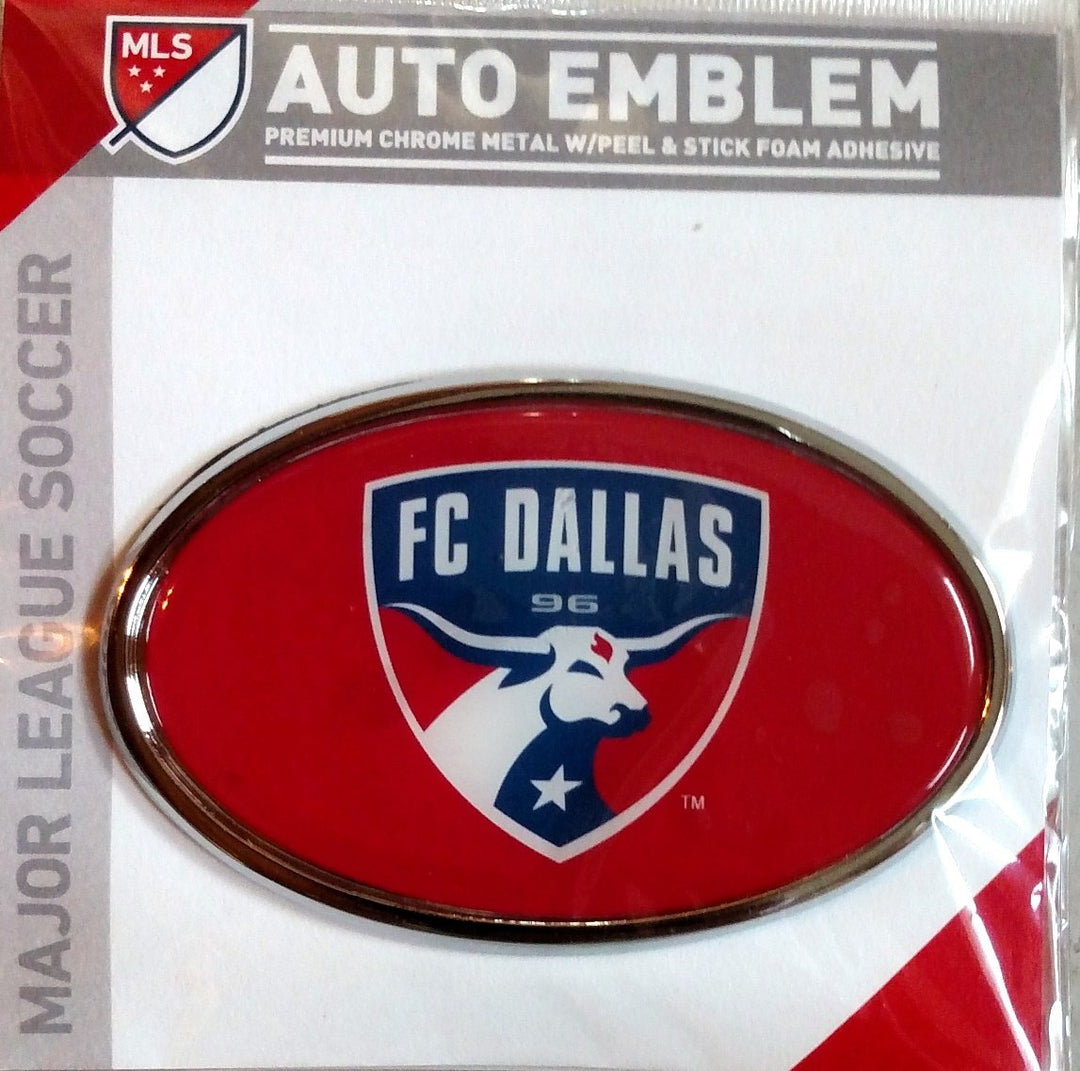 MLS
AUTO EMBLEM
PREMIUM CHROME METAL W/PEEL & STICK FOAM ADHESIVE
MAJOR LEAGUE SOCCER
FC DALLAS
96
TM